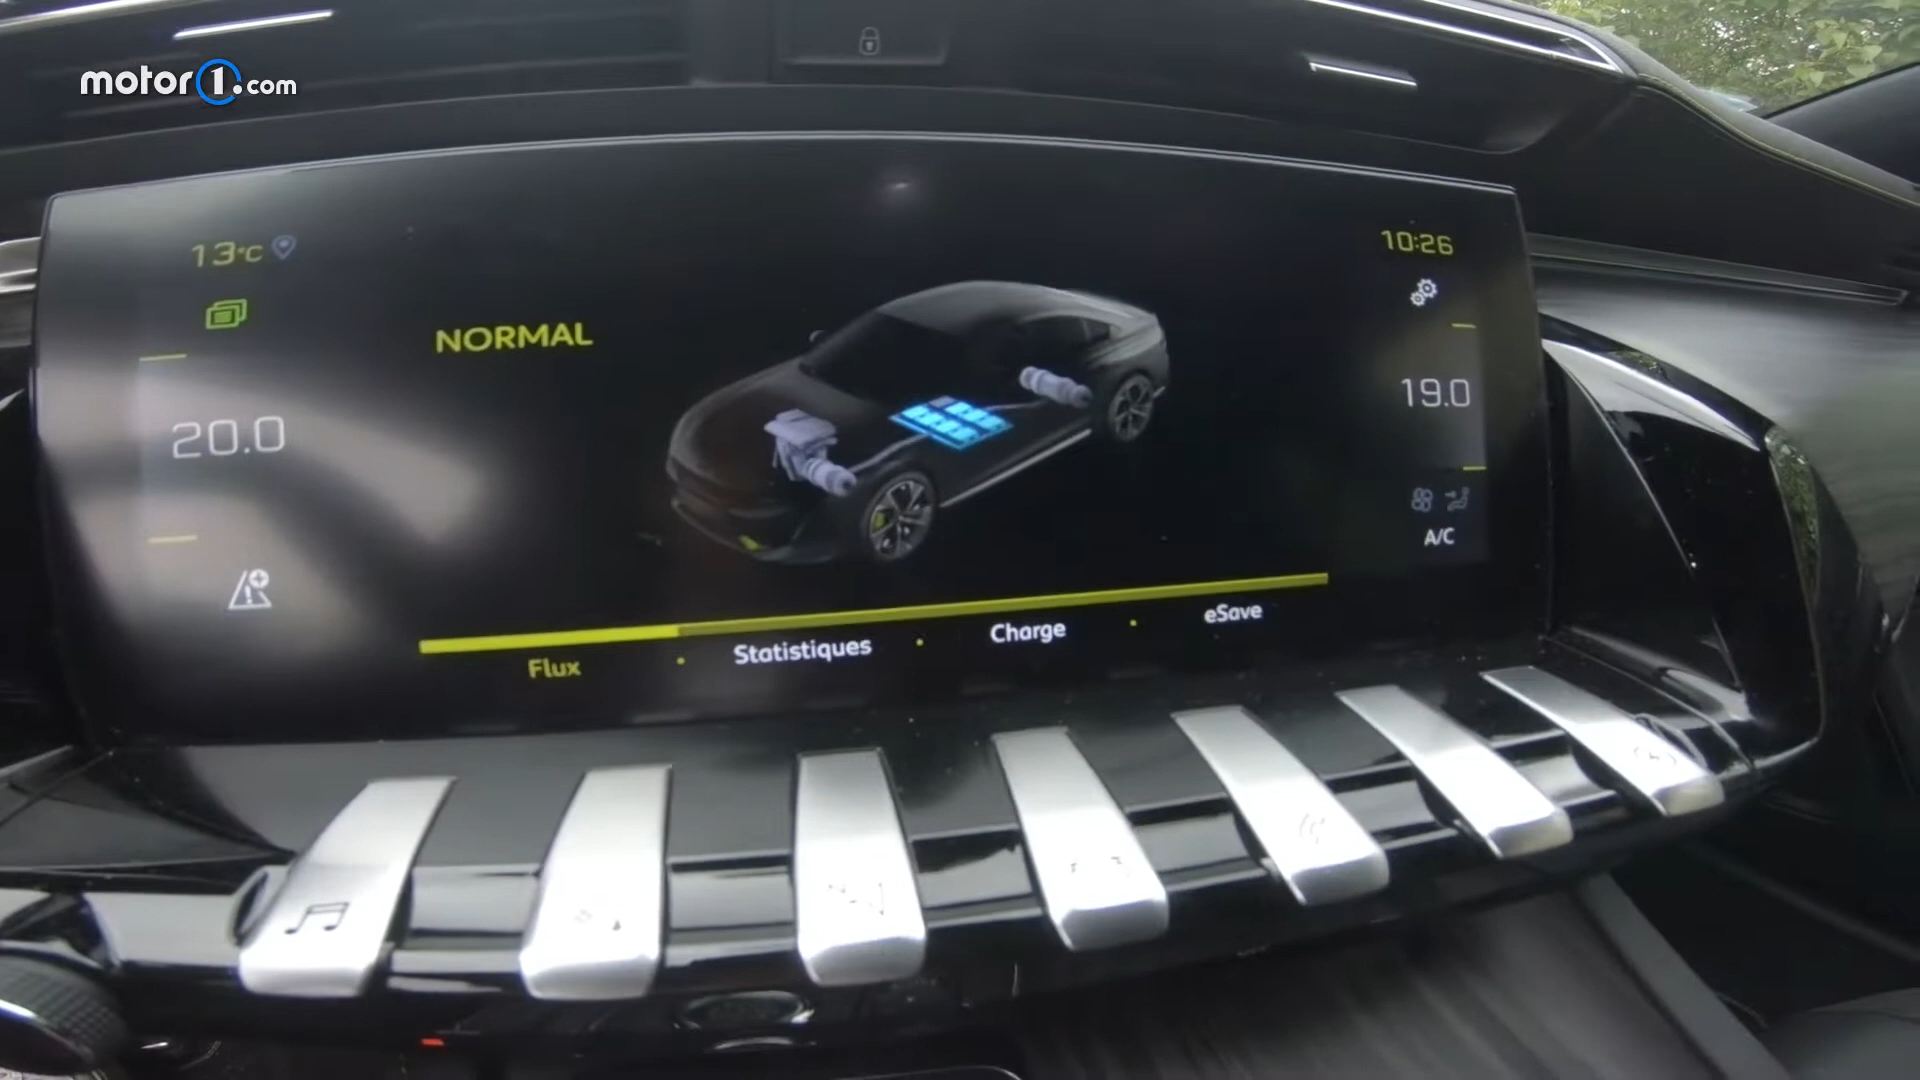 motor1.com
13°C
10:26
NORMAL
20.0
19.0
A/C
Flux · Statistiques · Charge · eSave